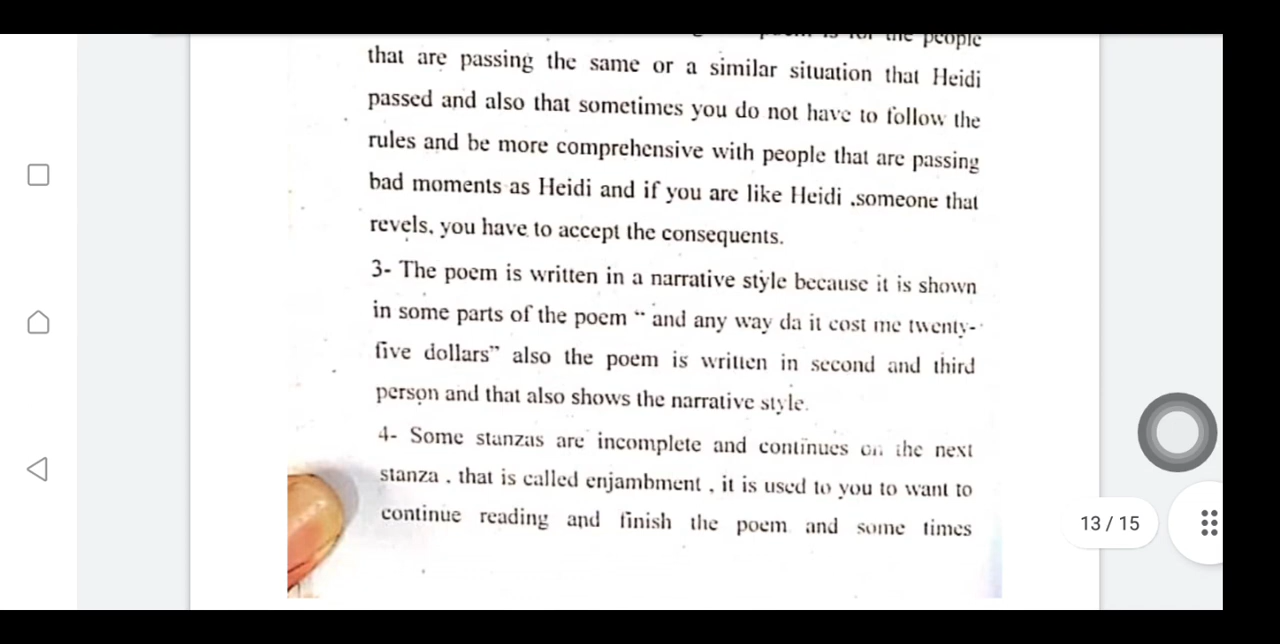 poem is for the people
that are passing the same or a similar situation that Heidi
passed and also that sometimes you do not have to follow the
rules and be more comprehensive with people that are passing
bad moments as Heidi and if you are like Heidi .someone that
revels, you have to accept the consequents.
3- The poem is written in a narrative style because it is shown
in some parts of the poem “ and any way da it cost me twenty-
five dollars” also the poem is written in second and third
person and that also shows the narrative style.
4- Some stanzas are incomplete and continues on the next
stanza , that is called enjambment , it is used to you to want to
continue reading and finish the poem and some times
13 / 15